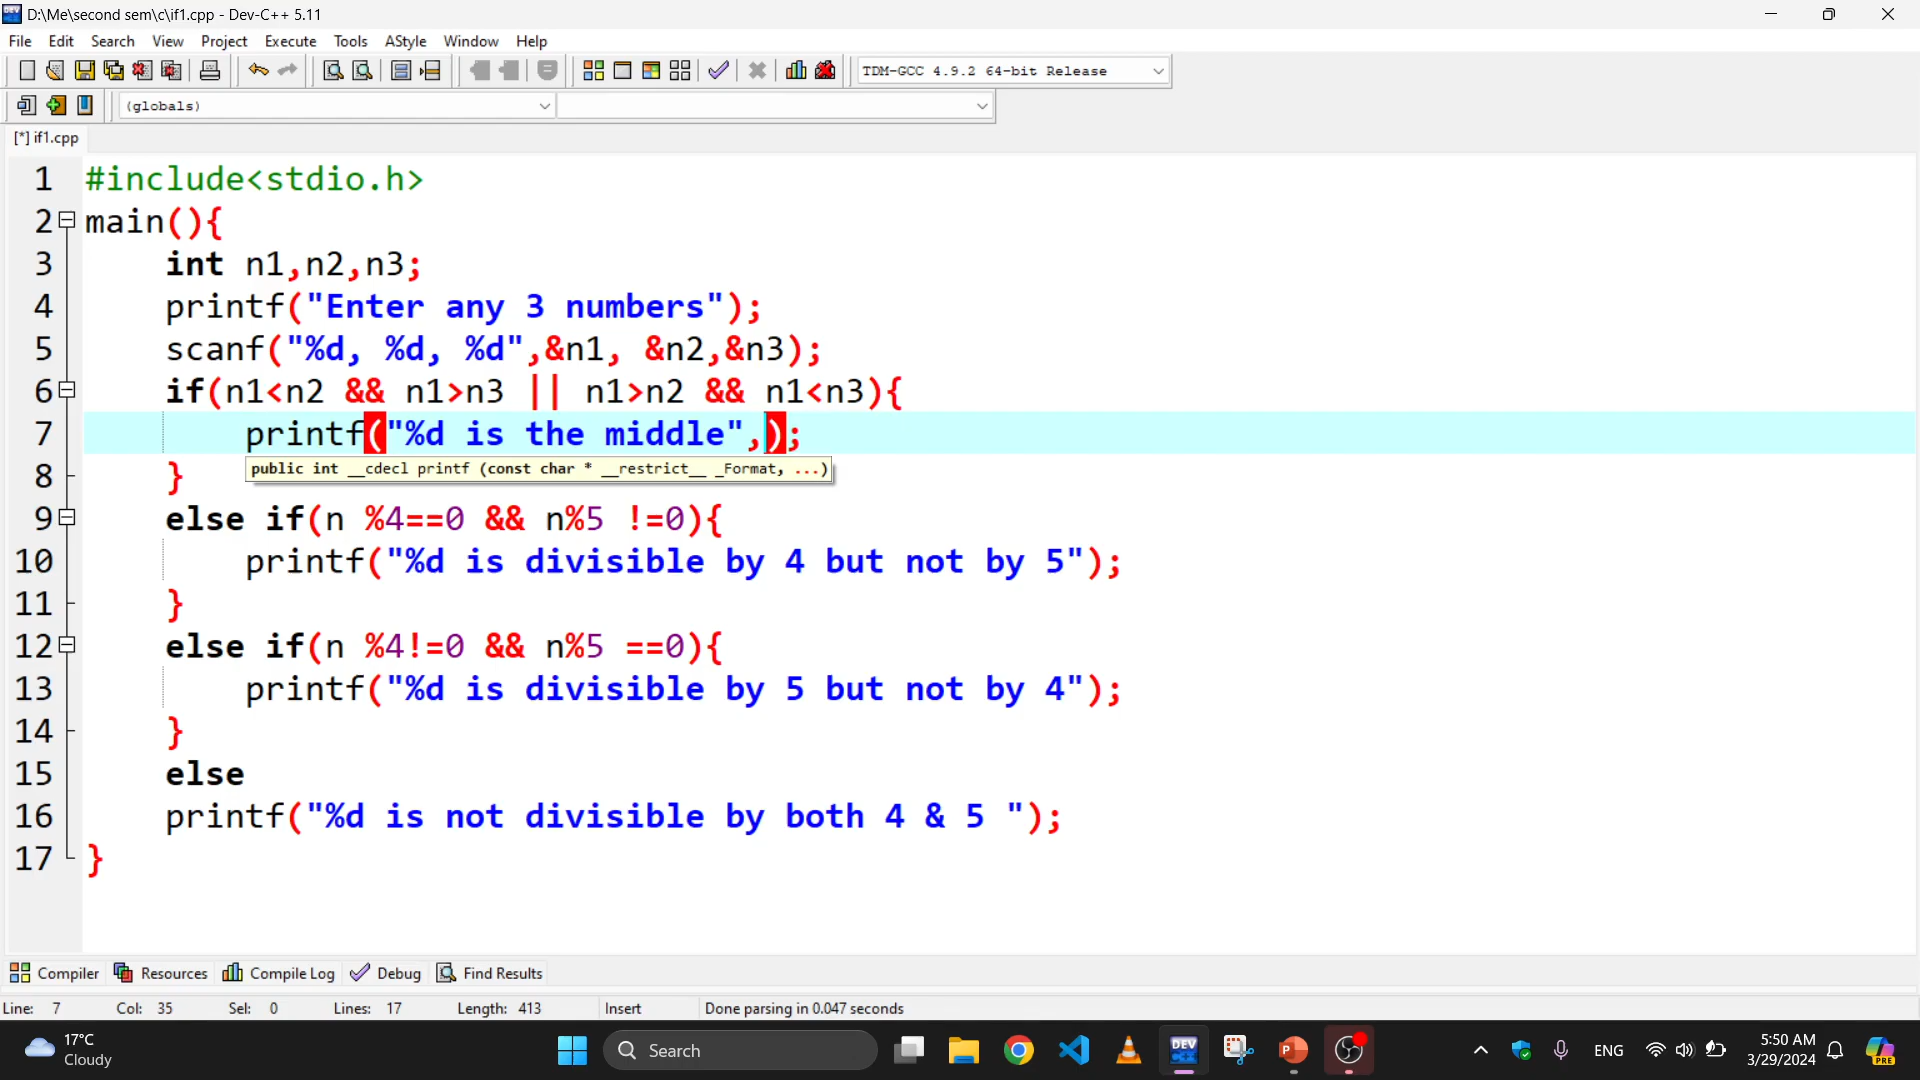 D:\Me\second sem\c\if1.cpp - Dev-C++ 5.11
File Edit Search View Project Execute Tools AStyle Window Help
TDM-GCC 4.9.2 64-bit Release
(globals)
[*] if1.cpp
1 #include<stdio.h>
2 main(){
3 int n1,n2,n3;
4 printf("Enter any 3 numbers");
5 scanf("%d, %d, %d",&n1, &n2,&n3);
6 if(n1<n2 && n1>n3 || n1>n2 && n1<n3){
7 printf("%d is the middle",);
public int __cdecl printf (const char * __restrict__ _Format, ...)
8 }
9 else if(n %4==0 && n%5 !=0){
10 printf("%d is divisible by 4 but not by 5");
11 }
12 else if(n %4!=0 && n%5 ==0){
13 printf("%d is divisible by 5 but not by 4");
14 }
15 else
16 printf("%d is not divisible by both 4 & 5 ");
17 }
Compiler Resources Compile Log Debug Find Results
Line: 7 Col: 35 Sel: 0 Lines: 17 Length: 413 Insert Done parsing in 0.047 seconds
17°C
Cloudy
Search
DEV
ENG
5:50 AM
3/29/2024
PRE